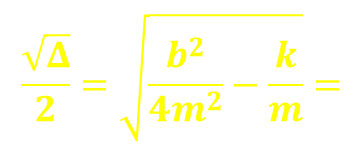 √Δ/2 = √(b²/4m² − k/m) =